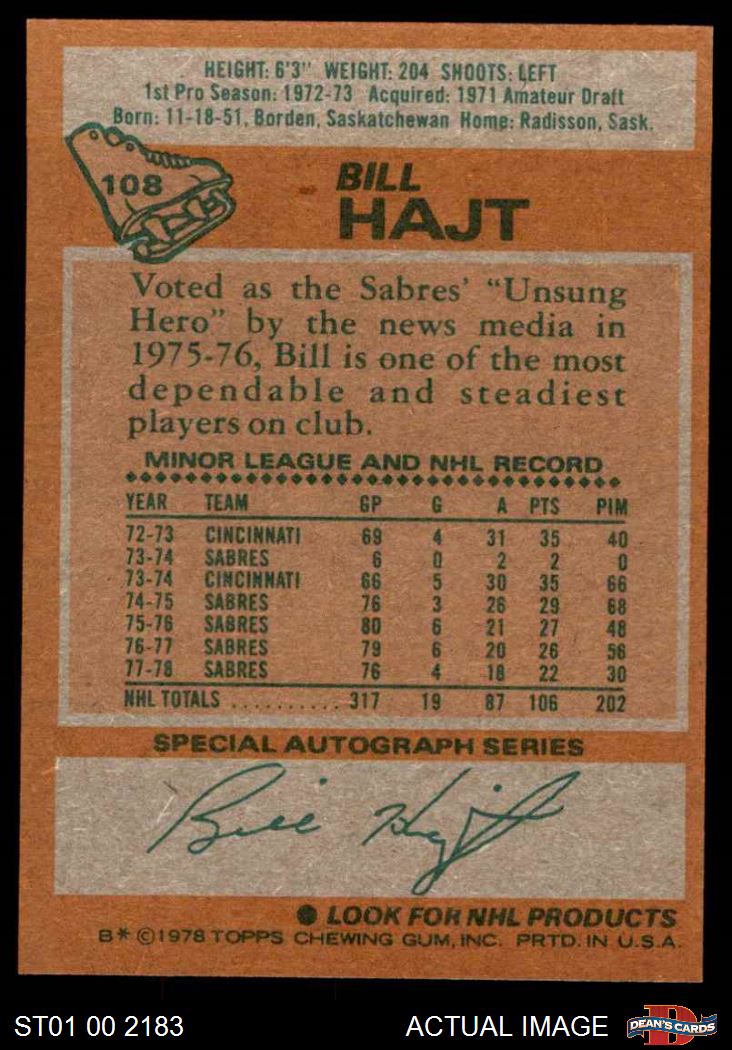 HEIGHT: 6'3" WEIGHT: 204 SHOOTS: LEFT
1st Pro Season: 1972-73 Acquired: 1971 Amateur Draft
Born: 11-18-51, Borden, Saskatchewan Home: Radisson, Sask.
108
BILL
HAJT
Voted as the Sabres' "Unsung
Hero" by the news media in
1975-76, Bill is one of the most
dependable and steadiest
players on club.
MINOR LEAGUE AND NHL RECORD
YEAR TEAM GP G A PTS PIM
72-73 CINCINNATI 69 4 31 35 40
73-74 SABRES 6 0 2 2 0
73-74 CINCINNATI 66 5 30 35 66
74-75 SABRES 76 3 26 29 68
75-76 SABRES 80 6 21 27 48
76-77 SABRES 79 6 20 26 56
77-78 SABRES 76 4 18 22 30
NHL TOTALS .......... 317 19 87 106 202
SPECIAL AUTOGRAPH SERIES
Bill Hajt
● LOOK FOR NHL PRODUCTS
B* ©1978 TOPPS CHEWING GUM, INC. PRTD. IN U.S.A.
ST01 00 2183 ACTUAL IMAGE D DEAN'S CARDS